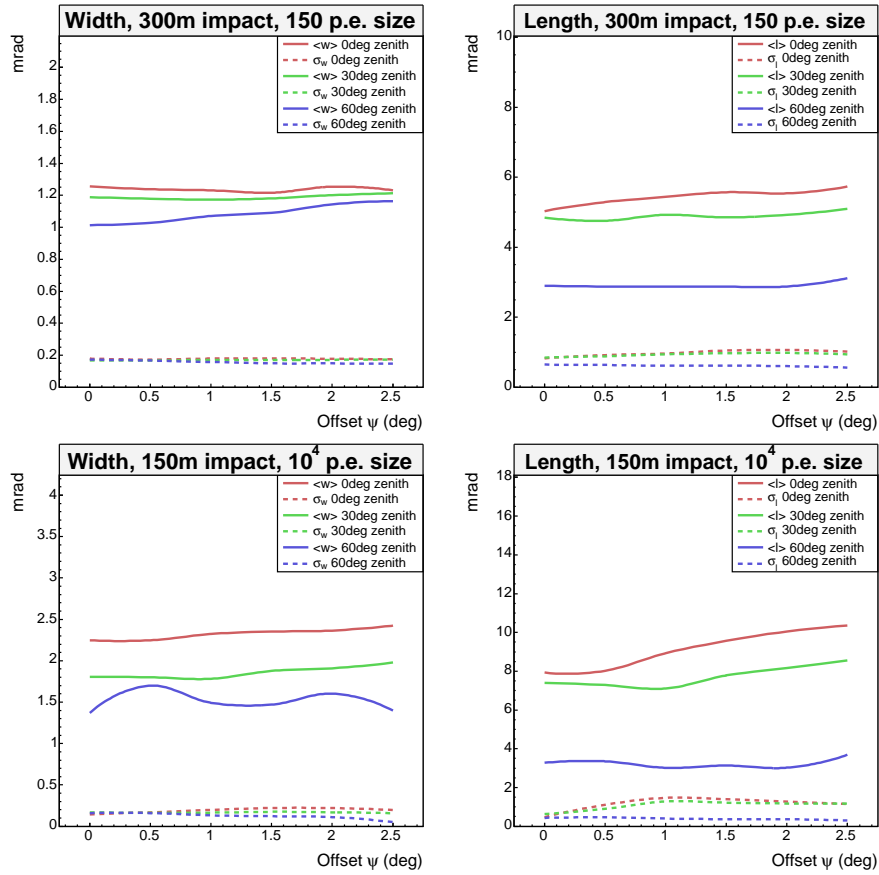 Width, 300m impact, 150 p.e. size
mrad
<w> 0deg zenith
σw 0deg zenith
<w> 30deg zenith
σw 30deg zenith
<w> 60deg zenith
σw 60deg zenith
2
1.8
1.6
1.4
1.2
1
0.8
0.6
0.4
0.2
0
0 0.5 1 1.5 2 2.5
Offset ψ (deg)
Length, 300m impact, 150 p.e. size
mrad
<l> 0deg zenith
σl 0deg zenith
<l> 30deg zenith
σl 30deg zenith
<l> 60deg zenith
σl 60deg zenith
10
8
6
4
2
0
0 0.5 1 1.5 2 2.5
Offset ψ (deg)
Width, 150m impact, 10^4 p.e. size
mrad
<w> 0deg zenith
σw 0deg zenith
<w> 30deg zenith
σw 30deg zenith
<w> 60deg zenith
σw 60deg zenith
4
3.5
3
2.5
2
1.5
1
0.5
0
0 0.5 1 1.5 2 2.5
Offset ψ (deg)
Length, 150m impact, 10^4 p.e. size
mrad
<l> 0deg zenith
σl 0deg zenith
<l> 30deg zenith
σl 30deg zenith
<l> 60deg zenith
σl 60deg zenith
18
16
14
12
10
8
6
4
2
0
0 0.5 1 1.5 2 2.5
Offset ψ (deg)